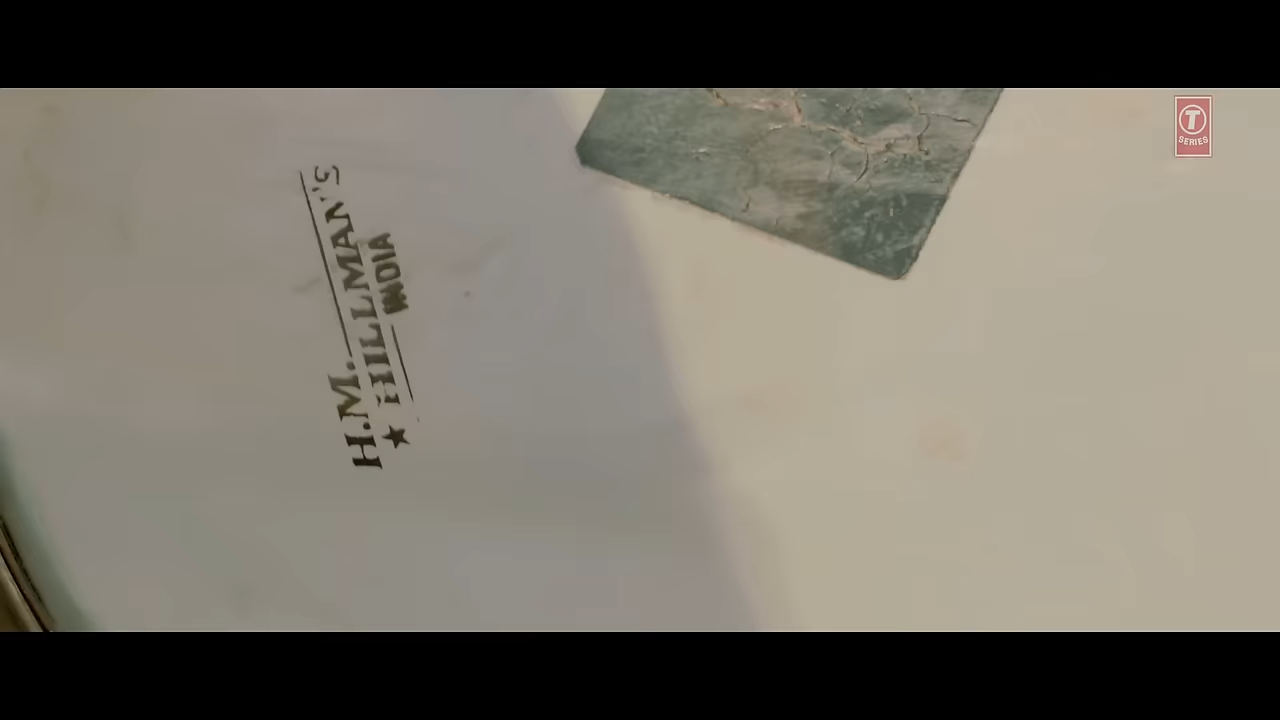 H.M.
HILLMAN'S
★ INDIA
T
SERIES